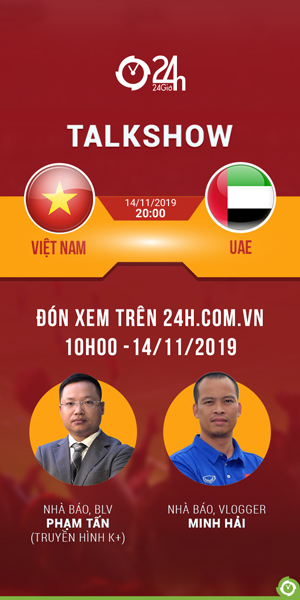 24h
24Giờ
TALKSHOW
14/11/2019
20:00
VIỆT NAM
UAE
ĐÓN XEM TRÊN 24H.COM.VN
10H00 -14/11/2019
NHÀ BÁO, BLV
PHẠM TẤN
(TRUYỀN HÌNH K+)
NHÀ BÁO, VLOGGER
MINH HẢI